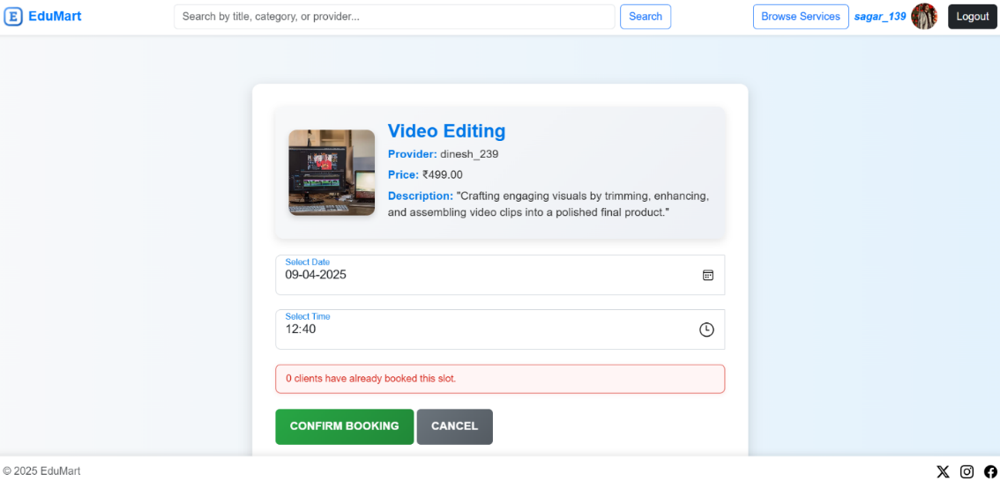 E EduMart
Search by title, category, or provider...
Search
Browse Services
sagar_139
Logout
Video Editing
Provider: dinesh_239
Price: ₹499.00
Description: "Crafting engaging visuals by trimming, enhancing,
and assembling video clips into a polished final product."
Select Date
09-04-2025
Select Time
12:40
0 clients have already booked this slot.
CONFIRM BOOKING
CANCEL
© 2025 EduMart